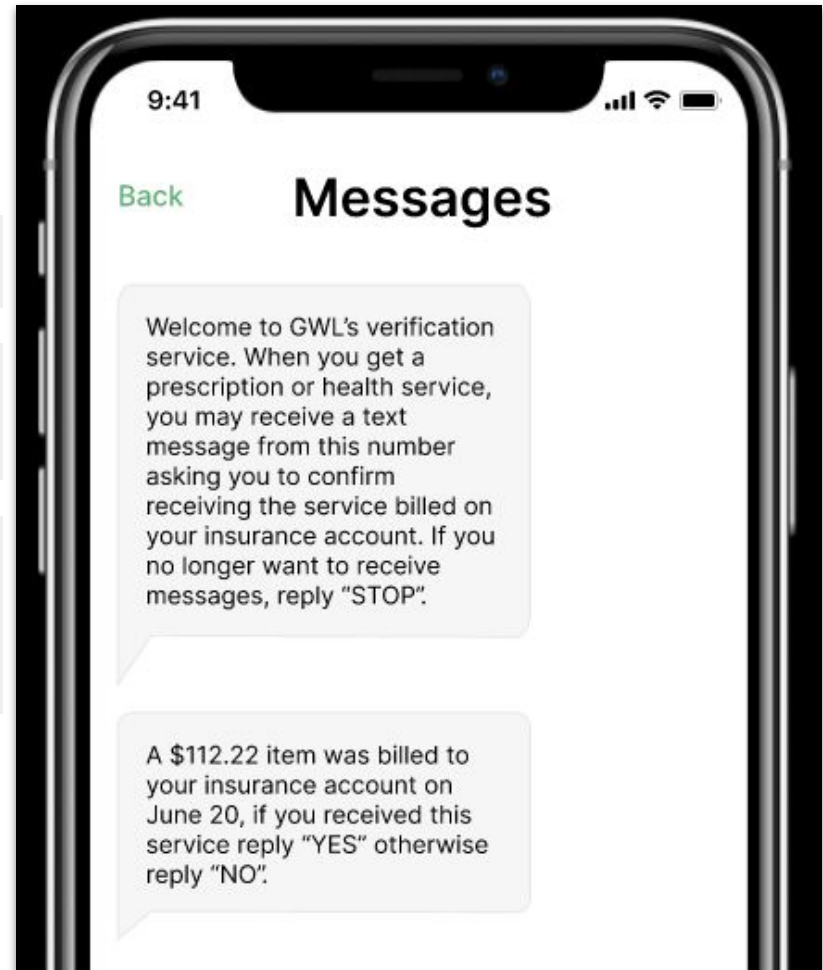 9:41
Back
Messages
Welcome to GWL’s verification
service. When you get a
prescription or health service,
you may receive a text
message from this number
asking you to confirm
receiving the service billed on
your insurance account. If you
no longer want to receive
messages, reply “STOP”.
A $112.22 item was billed to
your insurance account on
June 20, if you received this
service reply “YES” otherwise
reply “NO”.